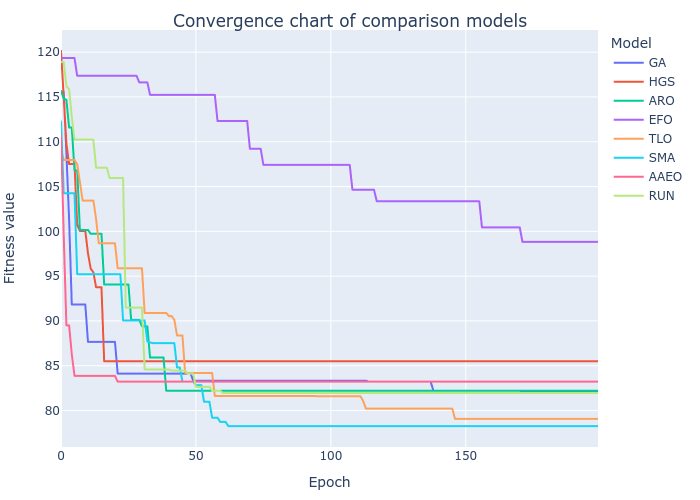 Convergence chart of comparison models
Model
GA
HGS
ARO
EFO
TLO
SMA
AAEO
RUN
Fitness value
120
115
110
105
100
95
90
85
80
0
50
100
150
Epoch